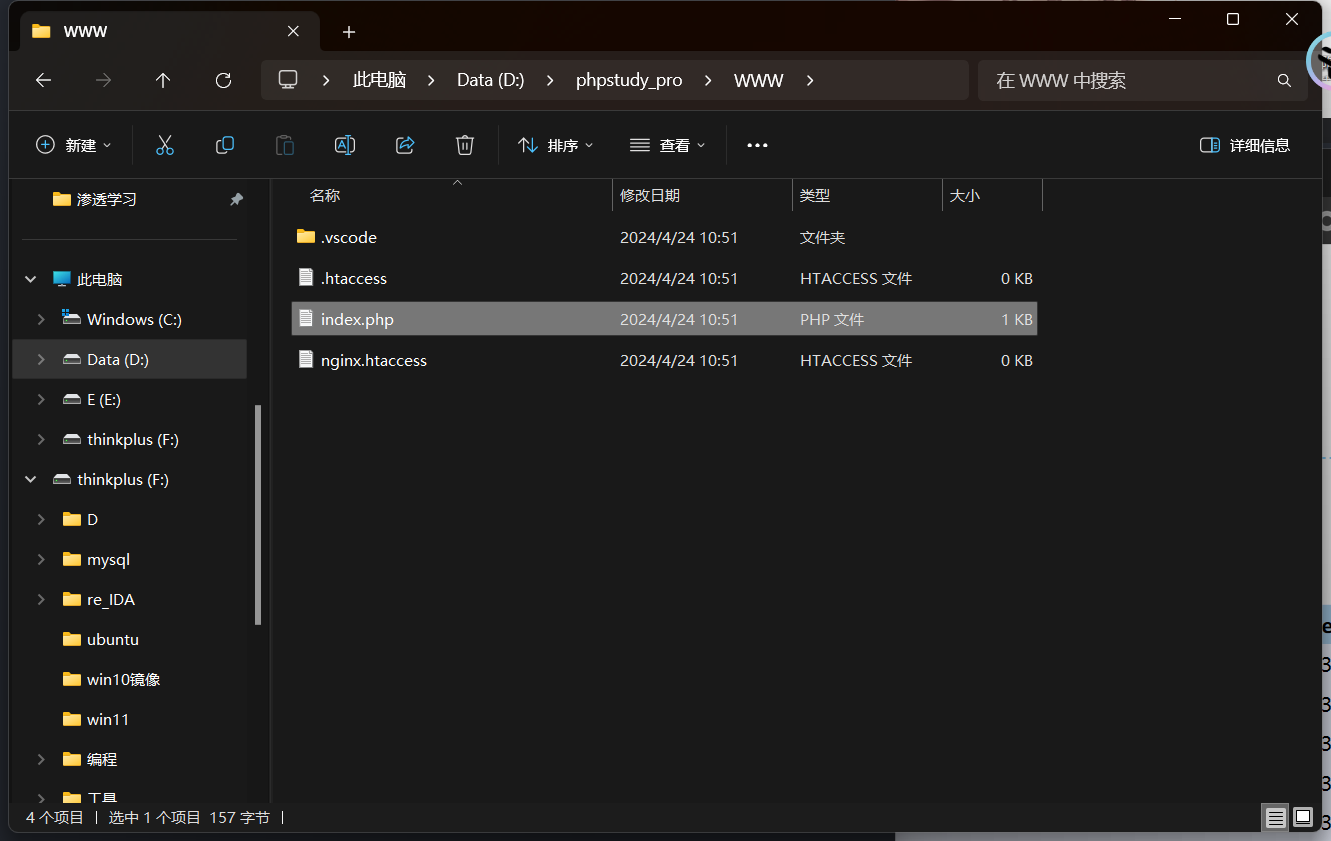 WWW
此电脑 Data (D:) phpstudy_pro WWW 在 WWW 中搜索
新建 排序 查看 详细信息
渗透学习
此电脑
Windows (C:)
Data (D:)
E (E:)
thinkplus (F:)
thinkplus (F:)
D
mysql
re_IDA
ubuntu
win10镜像
win11
编程
工具
名称 修改日期 类型 大小
.vscode 2024/4/24 10:51 文件夹
.htaccess 2024/4/24 10:51 HTACCESS 文件 0 KB
index.php 2024/4/24 10:51 PHP 文件 1 KB
nginx.htaccess 2024/4/24 10:51 HTACCESS 文件 0 KB
4 个项目 选中 1 个项目 157 字节